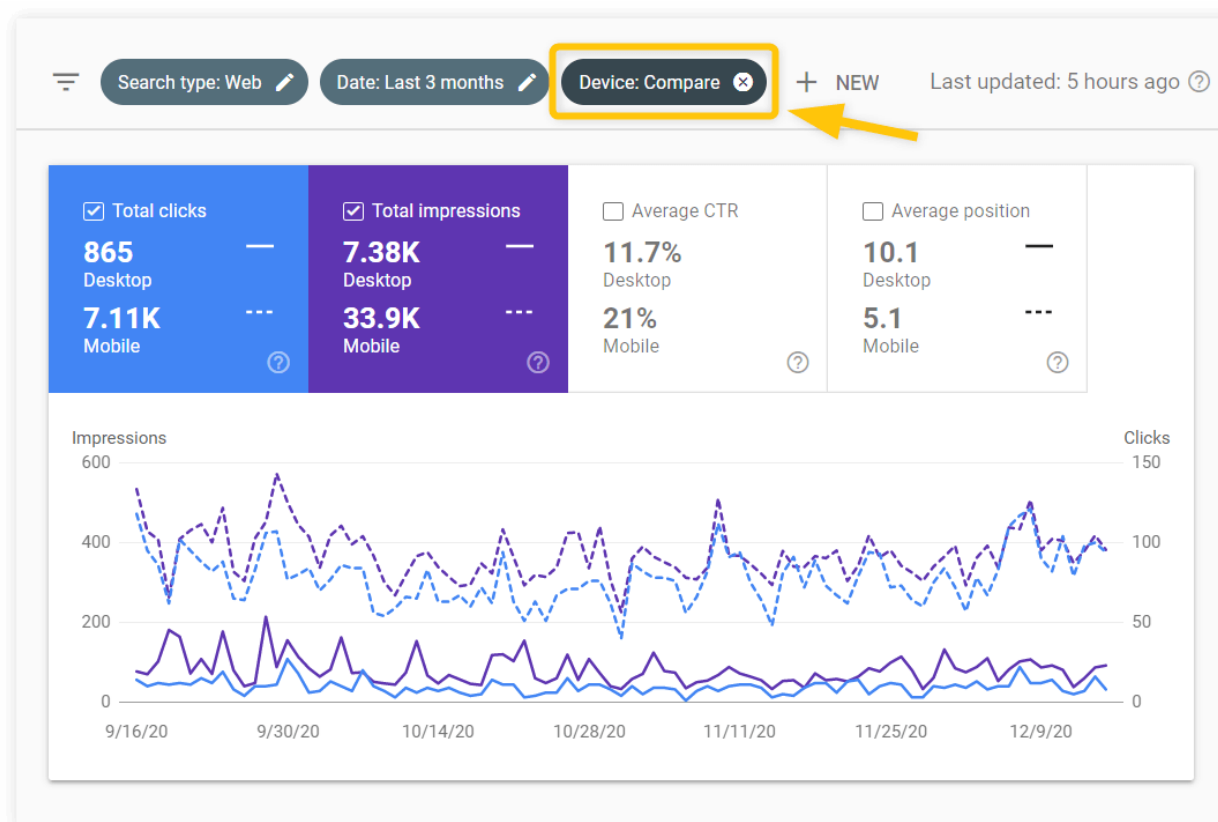 Search type: Web Date: Last 3 months Device: Compare + NEW Last updated: 5 hours ago ?
Total clicks Total impressions Average CTR Average position
865 7.38K 11.7% 10.1
Desktop Desktop Desktop Desktop
7.11K 33.9K 21% 5.1
Mobile Mobile Mobile Mobile
? ? ? ?
Impressions Clicks
600 150
400 100
200 50
0 0
9/16/20 9/30/20 10/14/20 10/28/20 11/11/20 11/25/20 12/9/20